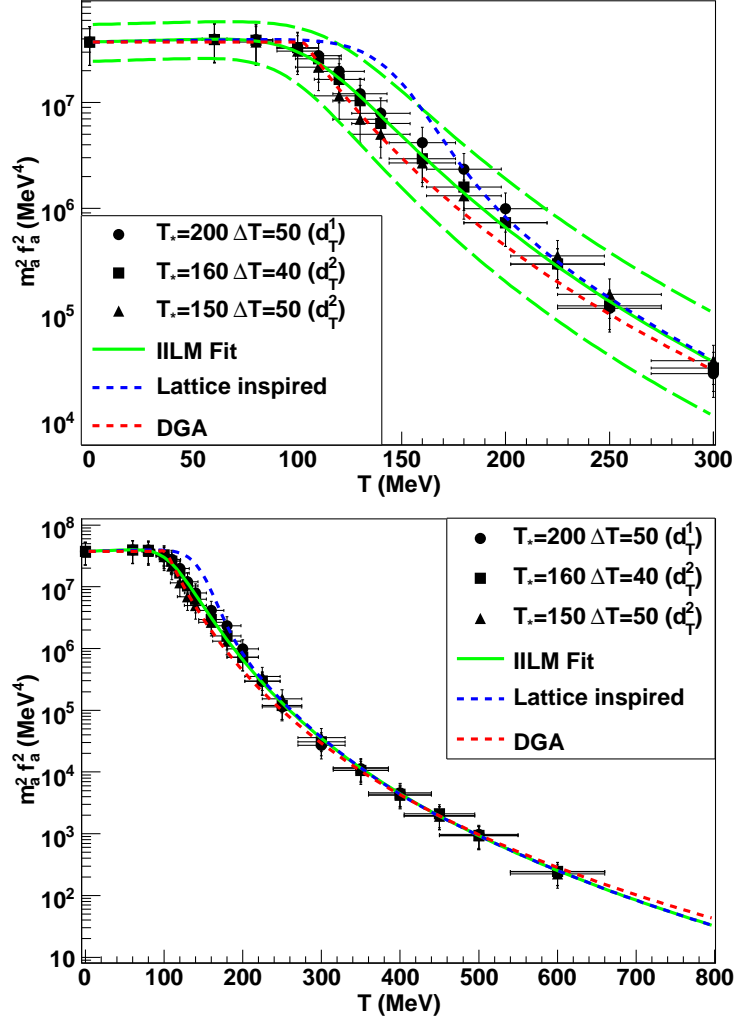 m_a^2 f_a^2 (MeV^4)
10^7
10^6
10^5
10^4
T_*=200 ΔT=50 (d_T^1)
T_*=160 ΔT=40 (d_T^2)
T_*=150 ΔT=50 (d_T^2)
IILM Fit
Lattice inspired
DGA
0 50 100 150 200 250 300
T (MeV)
m_a^2 f_a^2 (MeV^4)
10^8
10^7
10^6
10^5
10^4
10^3
10^2
10
T_*=200 ΔT=50 (d_T^1)
T_*=160 ΔT=40 (d_T^2)
T_*=150 ΔT=50 (d_T^2)
IILM Fit
Lattice inspired
DGA
0 100 200 300 400 500 600 700 800
T (MeV)